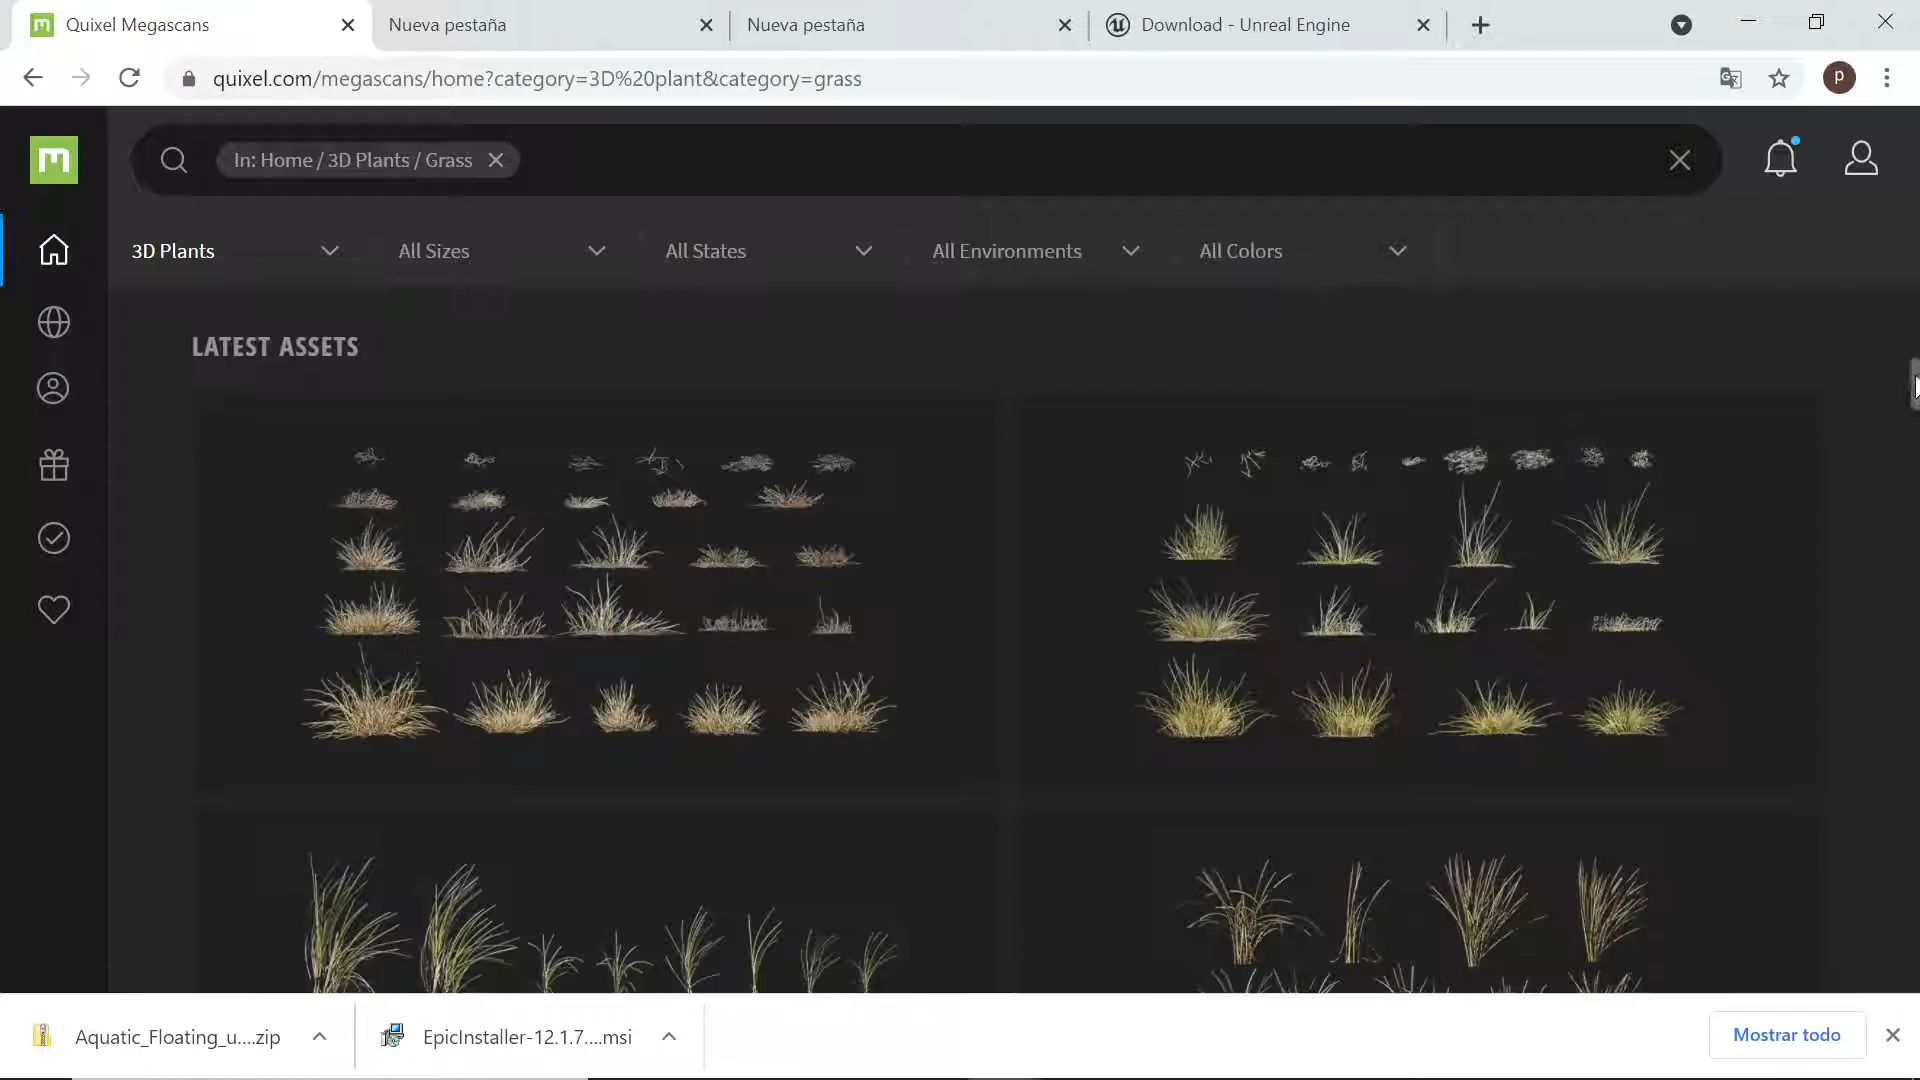 Quixel Megascans
Nueva pestaña
Nueva pestaña
Download - Unreal Engine
quixel.com/megascans/home?category=3D%20plant&category=grass
p
m
In: Home / 3D Plants / Grass
3D Plants
All Sizes
All States
All Environments
All Colors
LATEST ASSETS
Aquatic_Floating_u....zip
EpicInstaller-12.1.7....msi
Mostrar todo